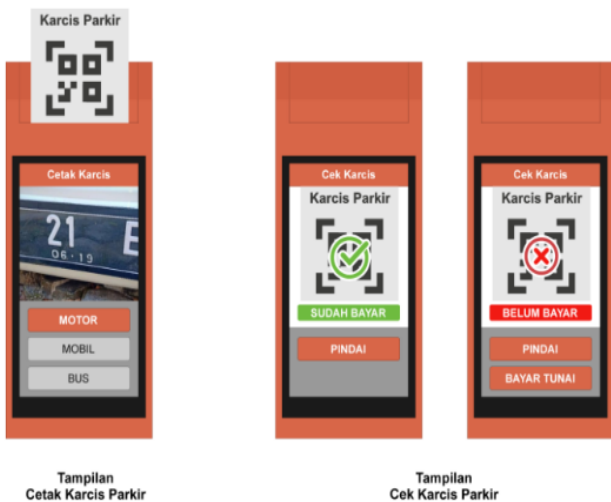 Karcis Parkir
Cetak Karcis
21 E
06·19
MOTOR
MOBIL
BUS
Tampilan
Cetak Karcis Parkir
Cek Karcis
Karcis Parkir
SUDAH BAYAR
PINDAI
Cek Karcis
Karcis Parkir
BELUM BAYAR
PINDAI
BAYAR TUNAI
Tampilan
Cek Karcis Parkir